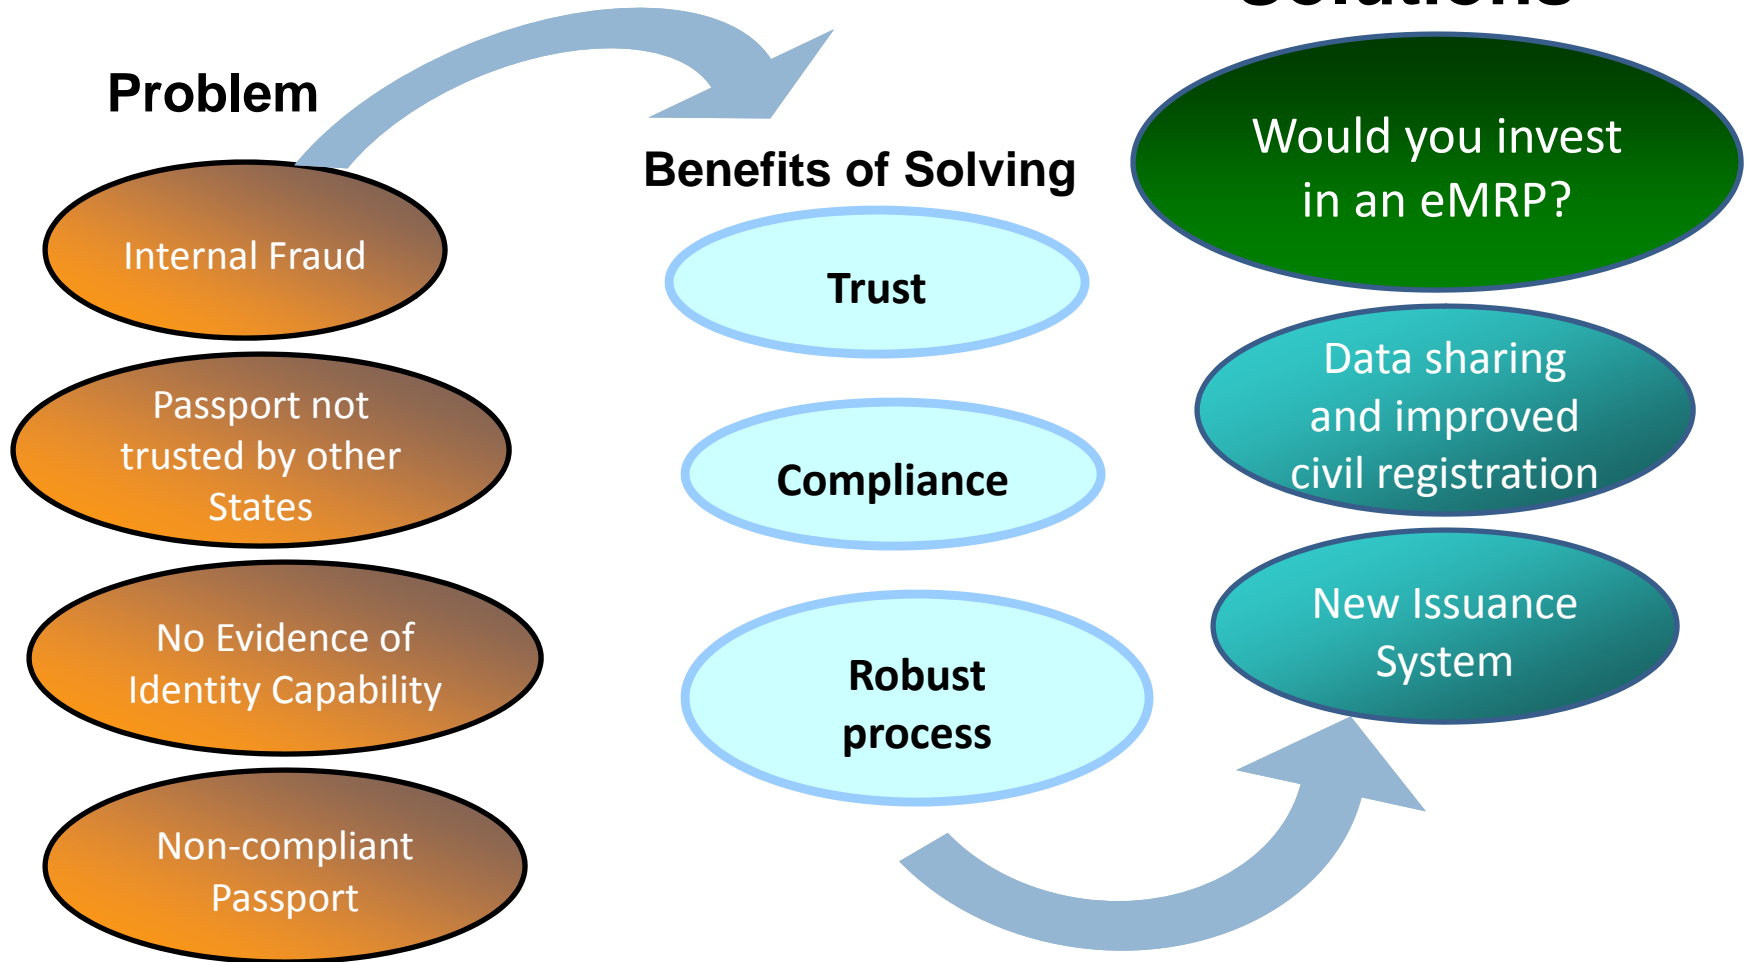 Problem
Internal Fraud
Passport not
trusted by other
States
No Evidence of
Identity Capability
Non-compliant
Passport
Benefits of Solving
Trust
Compliance
Robust
process
Solutions
Would you invest
in an eMRP?
Data sharing
and improved
civil registration
New Issuance
System